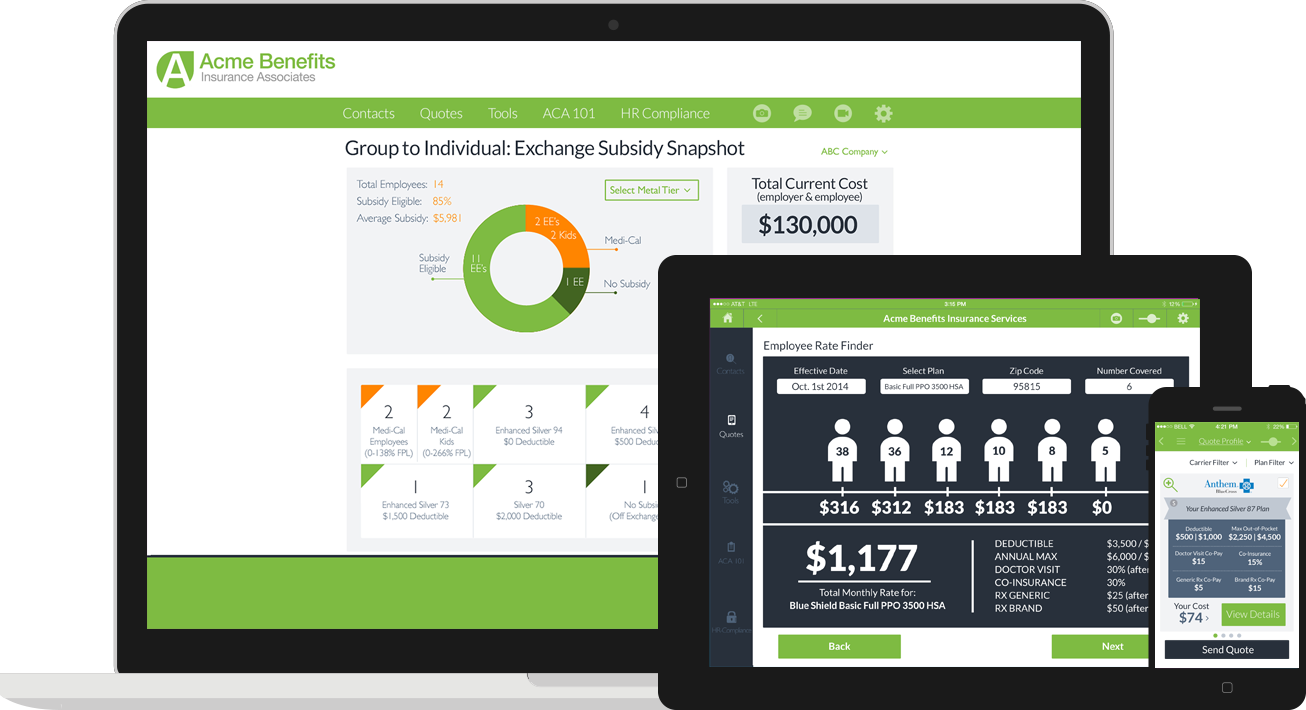 A Acme Benefits
Insurance Associates
Contacts Quotes Tools ACA 101 HR Compliance
Group to Individual: Exchange Subsidy Snapshot
ABC Company
Total Employees: 14
Subsidy Eligible: 85%
Average Subsidy: $5,981
Select Metal Tier
2 EE's
2 Kids
Medi-Cal
Subsidy
Eligible
11
EE's
1 EE
No Subsidy
Total Current Cost
(employer & employee)
$130,000
2
Medi-Cal
Employees
(0-138% FPL)
2
Medi-Cal
Kids
(0-266% FPL)
3
Enhanced Silver 94
$0 Deductible
4
Enhanced Silv
$500 Dedu
1
Enhanced Silver 73
$1,500 Deductible
3
Silver 70
$2,000 Deductible
1
No Subsi
(Off Exchange
AT&T LTE 3:15 PM 12%
Acme Benefits Insurance Services
Contacts
Quotes
Tools
ACA 101
HR Compliance
Employee Rate Finder
Effective Date Select Plan Zip Code Number Covered
Oct. 1st 2014 Basic Full PPO 3500 HSA 95815 6
38 36 12 10 8 5
$316 $312 $183 $183 $183 $0
$1,177
Total Monthly Rate for:
Blue Shield Basic Full PPO 3500 HSA
DEDUCTIBLE $3,500 / $
ANNUAL MAX $6,000 / $
DOCTOR VISIT 30% (after
CO-INSURANCE 30%
RX GENERIC $25 (after
RX BRAND $50 (after
Back Next
BELL 4:21 PM 22%
Quote Profile
Carrier Filter Plan Filter
Anthem
BlueCross
Your Enhanced Silver 87 Plan
Deductible Max Out-of-Pocket
$500 | $1,000 $2,250 | $4,500
Doctor Visit Co-Pay Co-Insurance
$15 15%
Generic Rx Co-Pay Brand Rx Co-Pay
$5 $15
Your Cost
$74 >
View Details
Send Quote